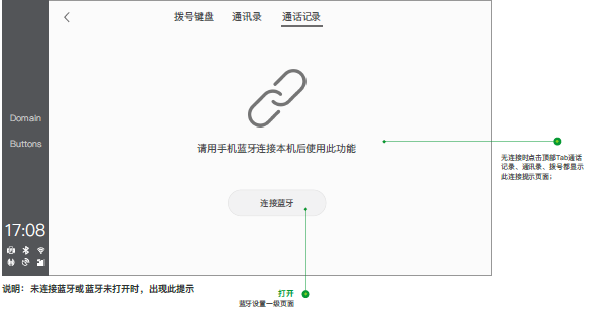 拨号键盘 通讯录 通话记录
Domain
Buttons
请用手机蓝牙连接本机后使用此功能
无连接时点击顶部Tab通话
记录、通讯录、拨号都显示
此连接提示页面；
连接蓝牙
17:08
说明：未连接蓝牙或蓝牙未打开时，出现此提示
打开
蓝牙设置一级页面